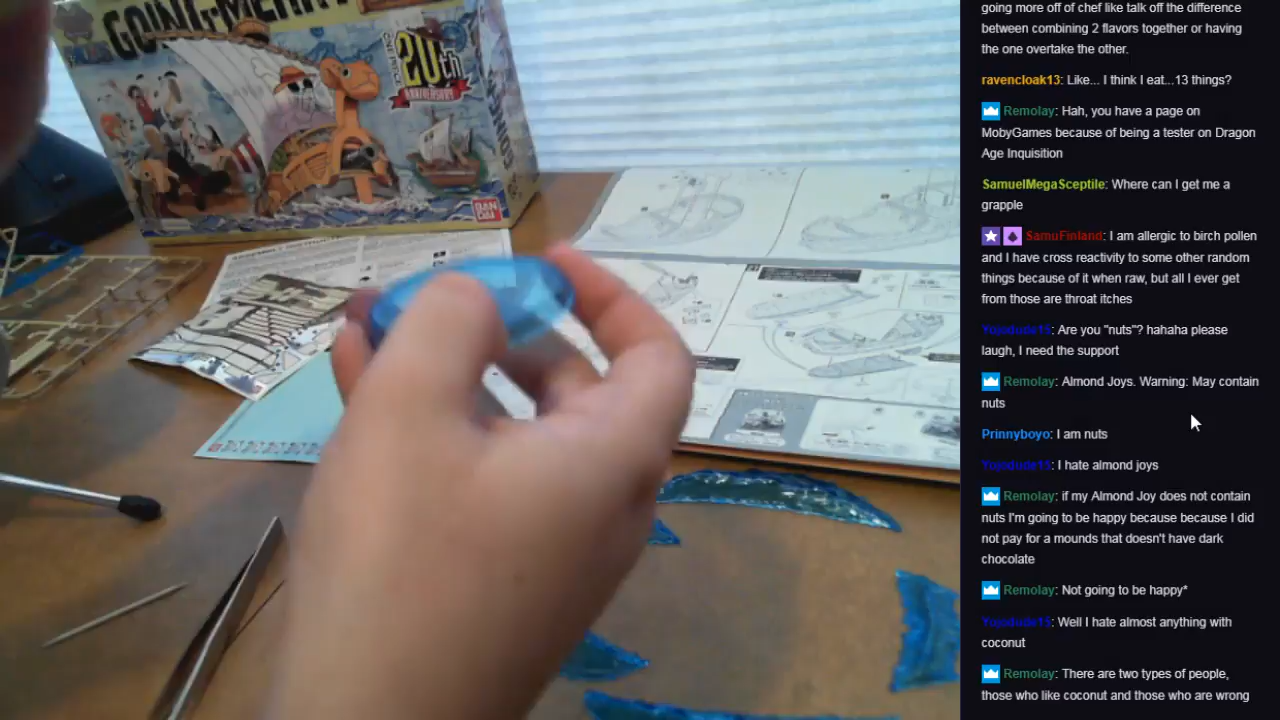 GOING MERRY
ONE PIECE
20th
ANNIVERSARY
BAN
DAI
going more off of chef like talk off the difference
between combining 2 flavors together or having
the one overtake the other.
ravencloak13: Like... I think I eat...13 things?
Remolay: Hah, you have a page on
MobyGames because of being a tester on Dragon
Age Inquisition
SamuelMegaSceptile: Where can I get me a
grapple
SamuFinland: I am allergic to birch pollen
and I have cross reactivity to some other random
things because of it when raw, but all I ever get
from those are throat itches
Yojodude15: Are you "nuts"? hahaha please
laugh, I need the support
Remolay: Almond Joys. Warning: May contain
nuts
Prinnyboyo: I am nuts
Yojodude15: I hate almond joys
Remolay: if my Almond Joy does not contain
nuts I'm going to be happy because because I did
not pay for a mounds that doesn't have dark
chocolate
Remolay: Not going to be happy*
Yojodude15: Well I hate almost anything with
coconut
Remolay: There are two types of people,
those who like coconut and those who are wrong